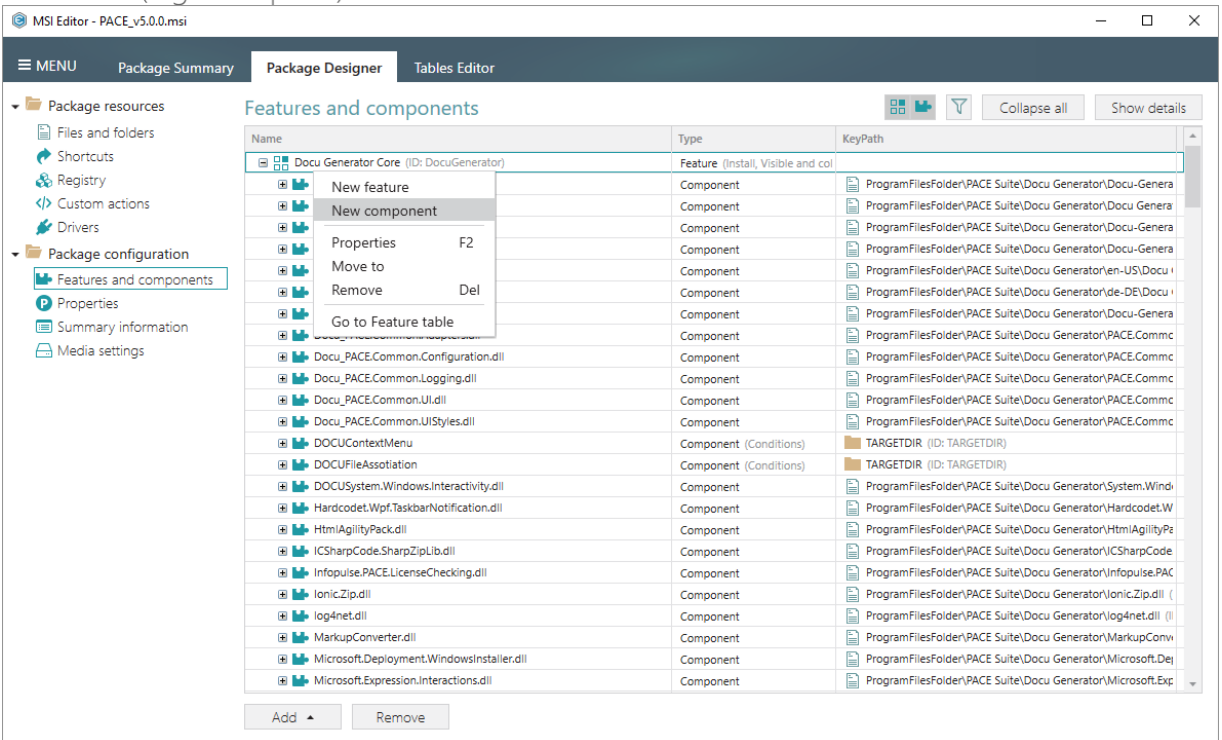 MSI Editor - PACE_v5.0.0.msi
MENU Package Summary Package Designer Tables Editor
Package resources
Files and folders
Shortcuts
Registry
Custom actions
Drivers
Package configuration
Features and components
Properties
Summary information
Media settings
Features and components Collapse all Show details
Name Type KeyPath
Docu Generator Core (ID: DocuGenerator) Feature (Install, Visible and col
New feature
New component
Properties F2
Move to
Remove Del
Go to Feature table
Component ProgramFilesFolder\PACE Suite\Docu Generator\Docu-Genera
Component ProgramFilesFolder\PACE Suite\Docu Generator\Docu Genera
Component ProgramFilesFolder\PACE Suite\Docu Generator\Docu-Genera
Component ProgramFilesFolder\PACE Suite\Docu Generator\Docu-Genera
Component ProgramFilesFolder\PACE Suite\Docu Generator\en-US\Docu
Component ProgramFilesFolder\PACE Suite\Docu Generator\de-DE\Docu
Component ProgramFilesFolder\PACE Suite\Docu Generator\Docu-Genera
Component ProgramFilesFolder\PACE Suite\Docu Generator\PACE.Commc
Docu_PACE.Common.Configuration.dll Component ProgramFilesFolder\PACE Suite\Docu Generator\PACE.Commc
Docu_PACE.Common.Logging.dll Component ProgramFilesFolder\PACE Suite\Docu Generator\PACE.Commc
Docu_PACE.Common.UI.dll Component ProgramFilesFolder\PACE Suite\Docu Generator\PACE.Commc
Docu_PACE.Common.UIStyles.dll Component ProgramFilesFolder\PACE Suite\Docu Generator\PACE.Commc
DOCUContextMenu Component (Conditions) TARGETDIR (ID: TARGETDIR)
DOCUFileAssotiation Component (Conditions) TARGETDIR (ID: TARGETDIR)
DOCUSystem.Windows.Interactivity.dll Component ProgramFilesFolder\PACE Suite\Docu Generator\System.Wind
Hardcodet.Wpf.TaskbarNotification.dll Component ProgramFilesFolder\PACE Suite\Docu Generator\Hardcodet.W
HtmlAgilityPack.dll Component ProgramFilesFolder\PACE Suite\Docu Generator\HtmlAgilityPa
ICSharpCode.SharpZipLib.dll Component ProgramFilesFolder\PACE Suite\Docu Generator\ICSharpCode.
Infopulse.PACE.LicenseChecking.dll Component ProgramFilesFolder\PACE Suite\Docu Generator\Infopulse.PAC
Ionic.Zip.dll Component ProgramFilesFolder\PACE Suite\Docu Generator\Ionic.Zip.dll (
log4net.dll Component ProgramFilesFolder\PACE Suite\Docu Generator\log4net.dll (I
MarkupConverter.dll Component ProgramFilesFolder\PACE Suite\Docu Generator\MarkupConv
Microsoft.Deployment.WindowsInstaller.dll Component ProgramFilesFolder\PACE Suite\Docu Generator\Microsoft.Dep
Microsoft.Expression.Interactions.dll Component ProgramFilesFolder\PACE Suite\Docu Generator\Microsoft.Exp
Add Remove